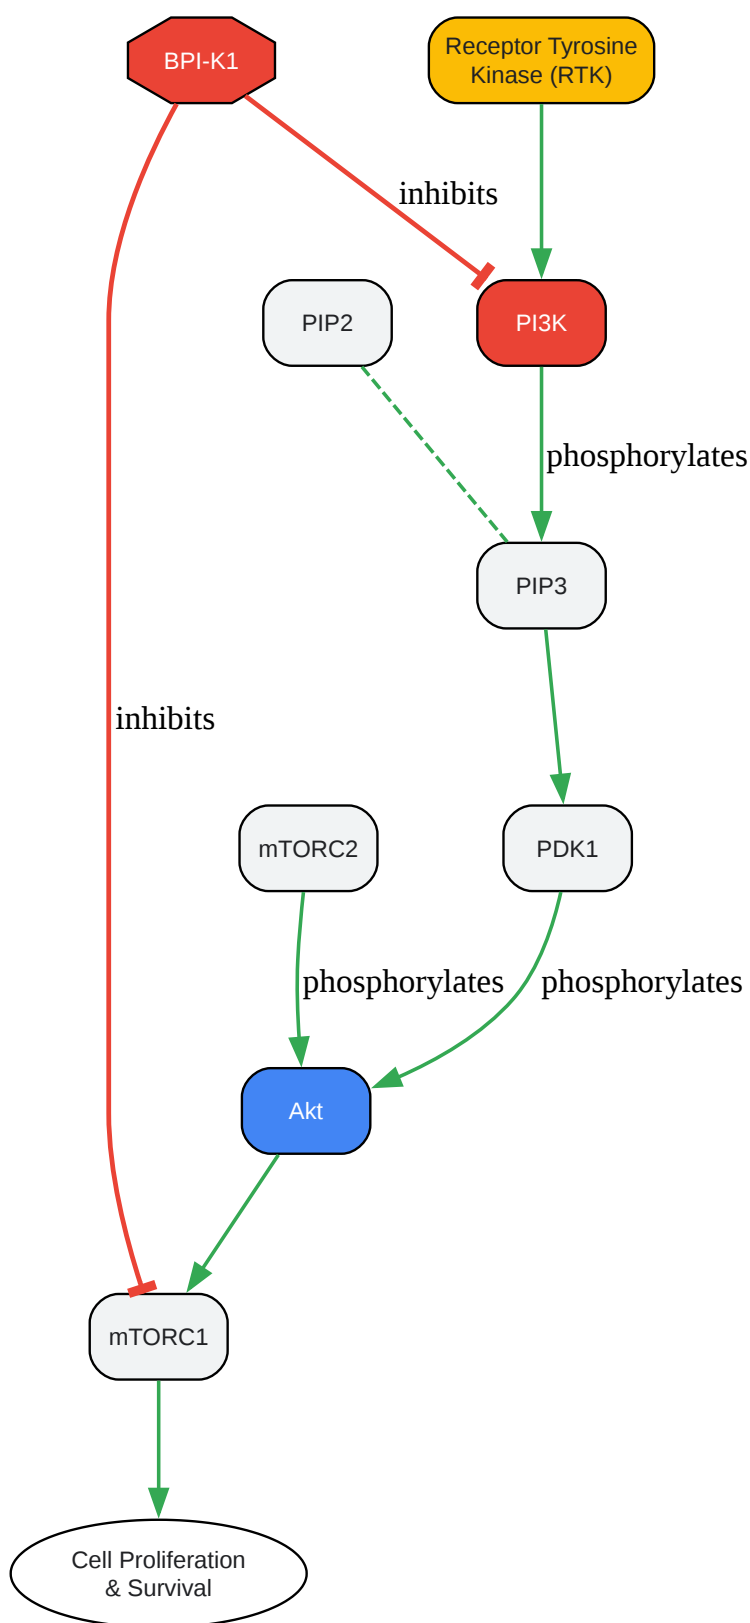 BPI-K1
Receptor Tyrosine
Kinase (RTK)
inhibits
PIP2
PI3K
phosphorylates
PIP3
inhibits
mTORC2
PDK1
phosphorylates
phosphorylates
Akt
mTORC1
Cell Proliferation
& Survival